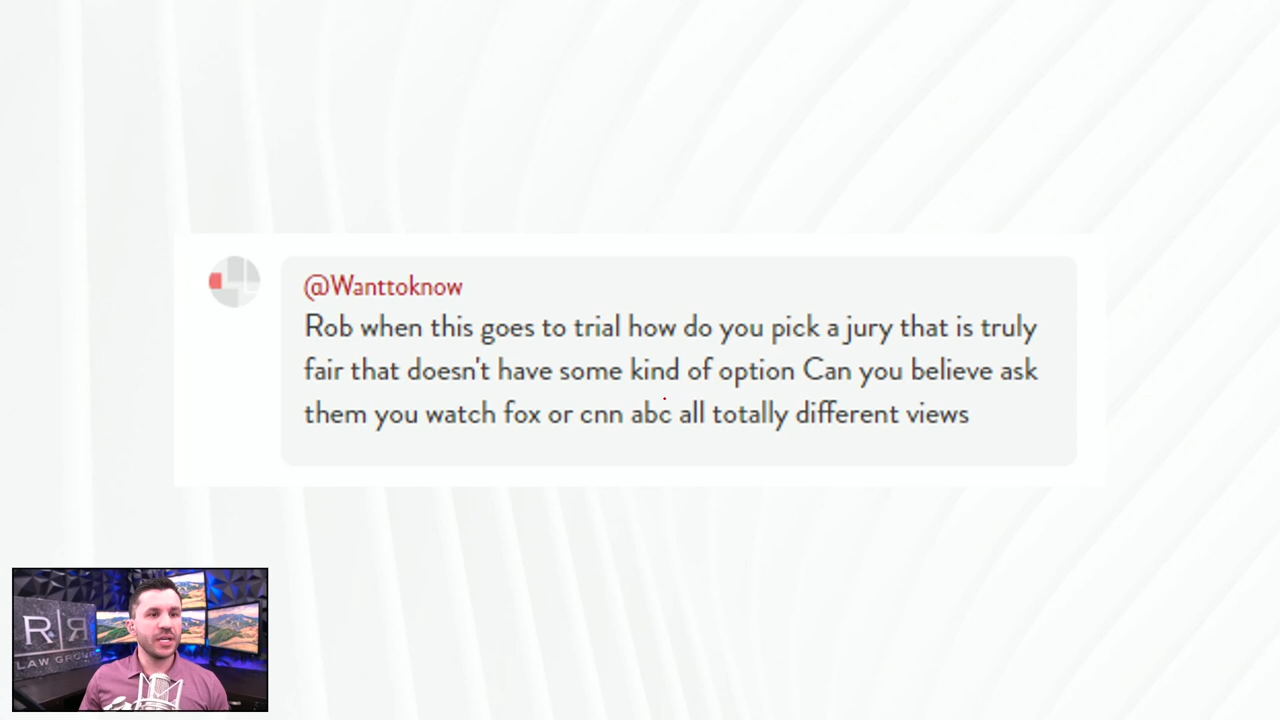 @Wanttoknow
Rob when this goes to trial how do you pick a jury that is truly
fair that doesn't have some kind of option Can you believe ask
them you watch fox or cnn abc all totally different views
R|R
LAW GROUP